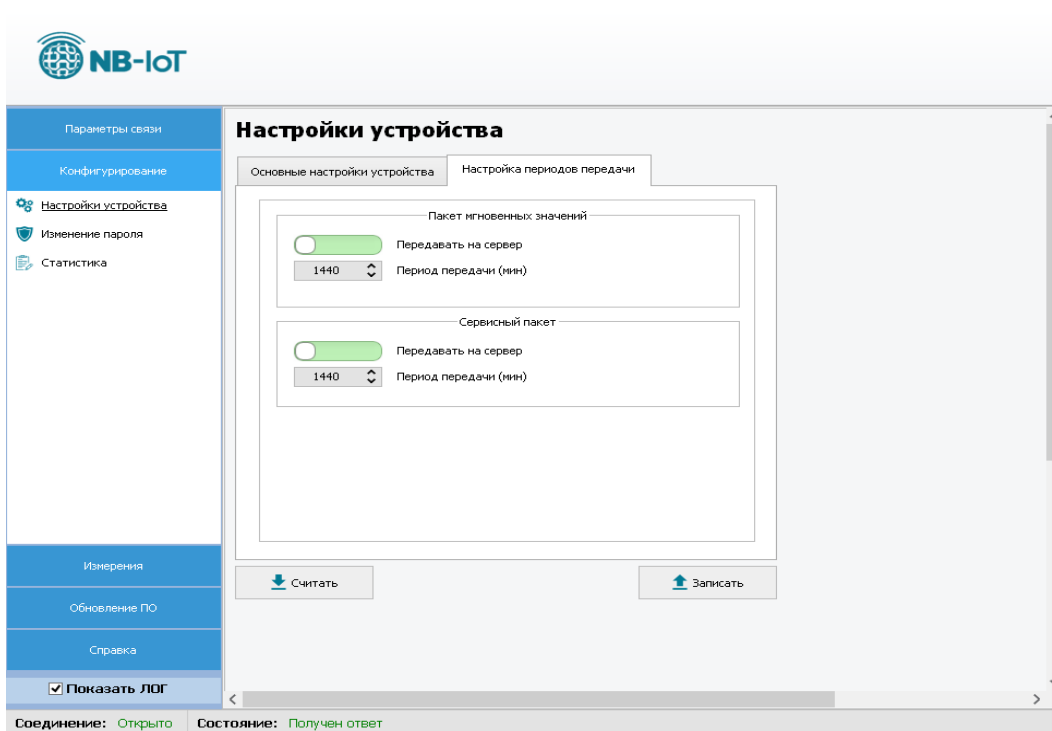 NB-IoT
Параметры связи
Конфигурирование
Настройки устройства
Изменение пароля
Статистика
Измерения
Обновление ПО
Справка
Показать ЛОГ
Настройки устройства
Основные настройки устройства
Настройка периодов передачи
Пакет мгновенных значений
Передавать на сервер
1440 Период передачи (мин)
Сервисный пакет
Передавать на сервер
1440 Период передачи (мин)
Считать
Записать
Соединение: Открыто Состояние: Получен ответ